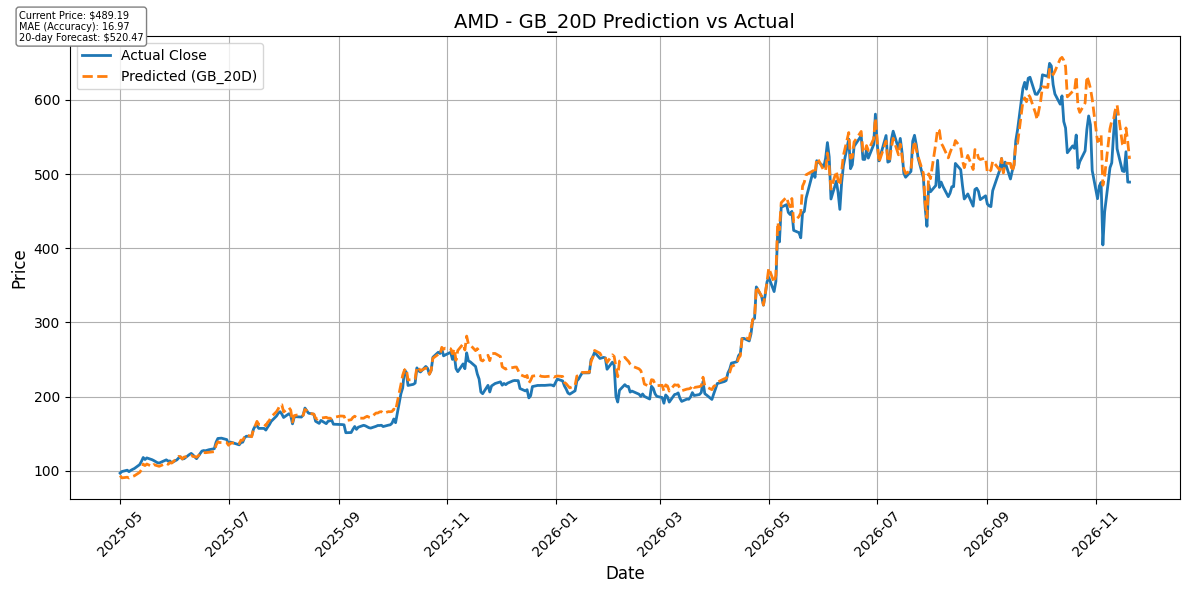 AMD - GB_20D Prediction vs Actual
Current Price: $489.19
MAE (Accuracy): 16.97
20-day Forecast: $520.47
Actual Close
Predicted (GB_20D)
Price
600
500
400
300
200
100
2025-05
2025-07
2025-09
2025-11
2026-01
2026-03
2026-05
2026-07
2026-09
2026-11
Date